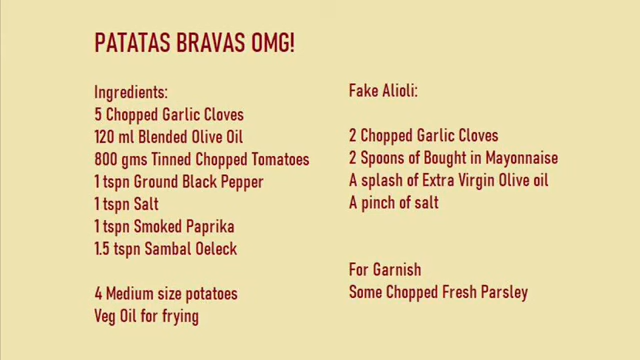 PATATAS BRAVAS OMG!
Ingredients:
5 Chopped Garlic Cloves
120 ml Blended Olive Oil
800 gms Tinned Chopped Tomatoes
1 tspn Ground Black Pepper
1 tspn Salt
1 tspn Smoked Paprika
1.5 tspn Sambal Oeleck
4 Medium size potatoes
Veg Oil for frying
Fake Alioli:
2 Chopped Garlic Cloves
2 Spoons of Bought in Mayonnaise
A splash of Extra Virgin Olive oil
A pinch of salt
For Garnish
Some Chopped Fresh Parsley